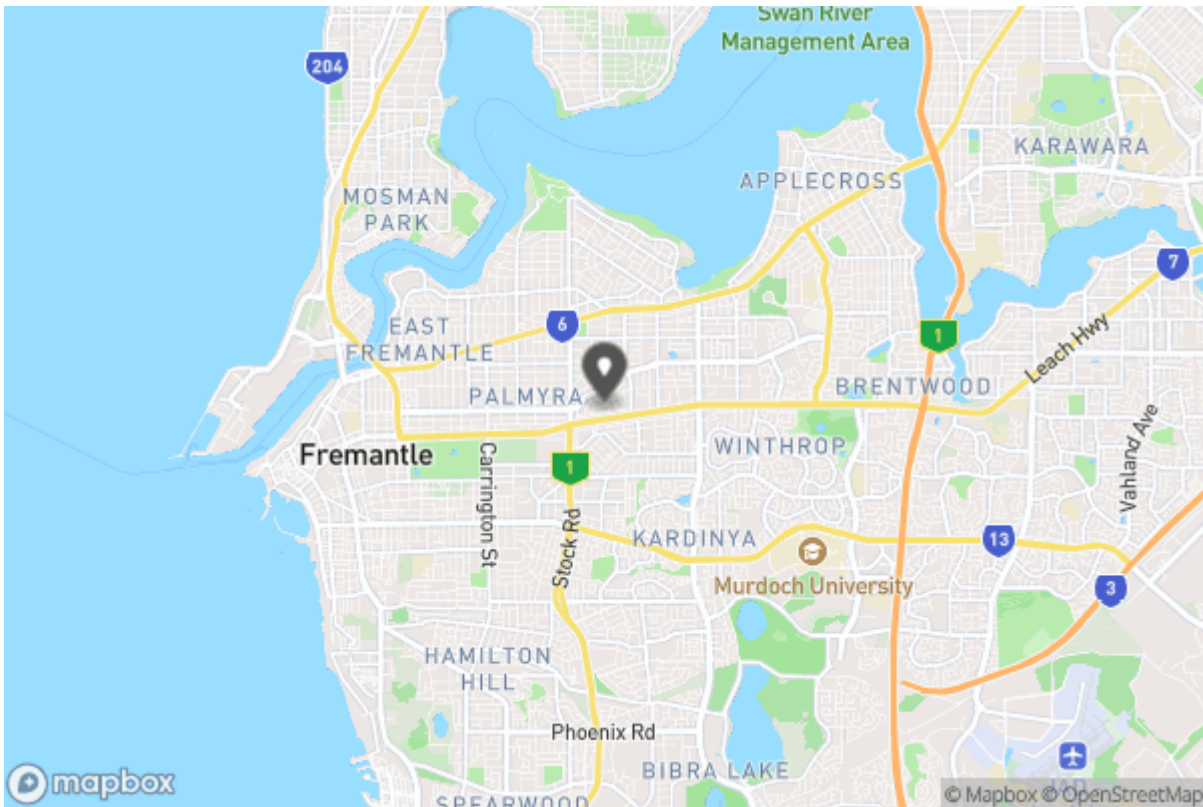 Swan River
Management Area
204
KARAWARA
APPLECROSS
MOSMAN
PARK
7
6
EAST
FREMANTLE
1
Leach Hwy
PALMYRA
BRENTWOOD
Fremantle
WINTHROP
Carrington St
1
Vahland Ave
Stock Rd
KARDINYA
13
Murdoch University
3
HAMILTON
HILL
Phoenix Rd
BIBRA LAKE
mapbox
SPEARWOOD
JAD
© Mapbox © OpenStreetMap